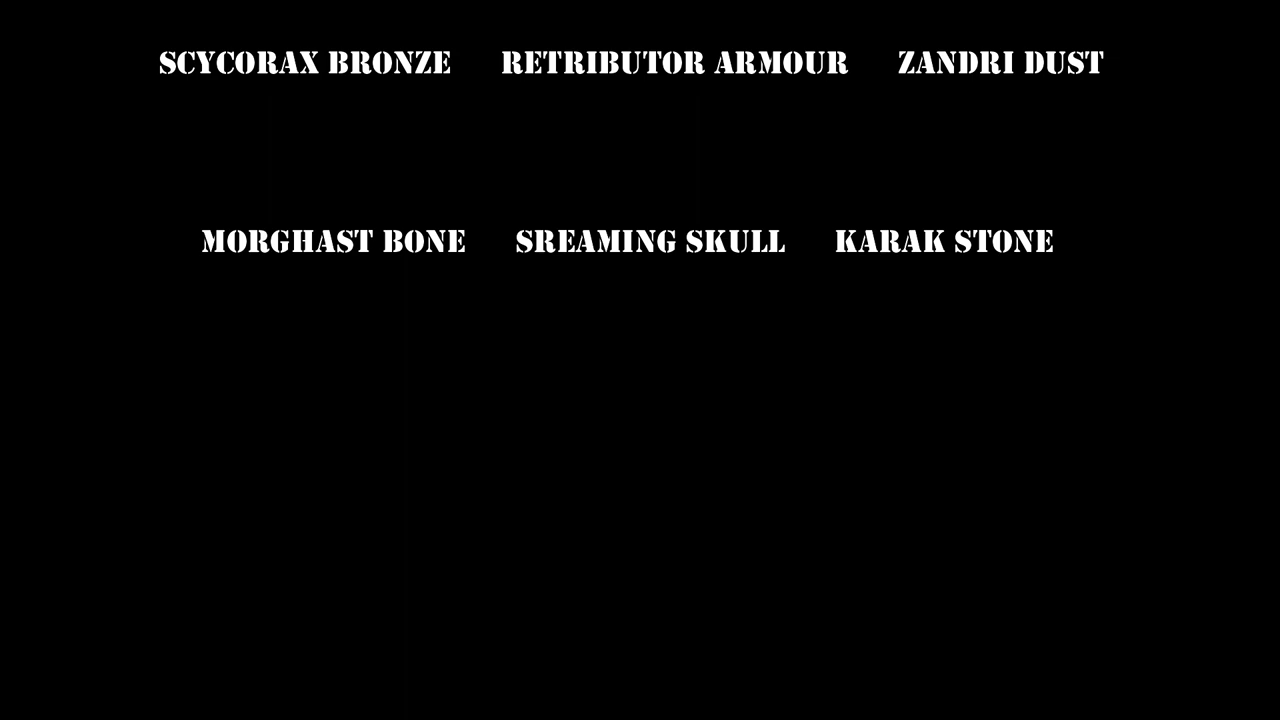 SCYCORAX BRONZE RETRIBUTOR ARMOUR ZANDRI DUST
MORGHAST BONE SREAMING SKULL KARAK STONE